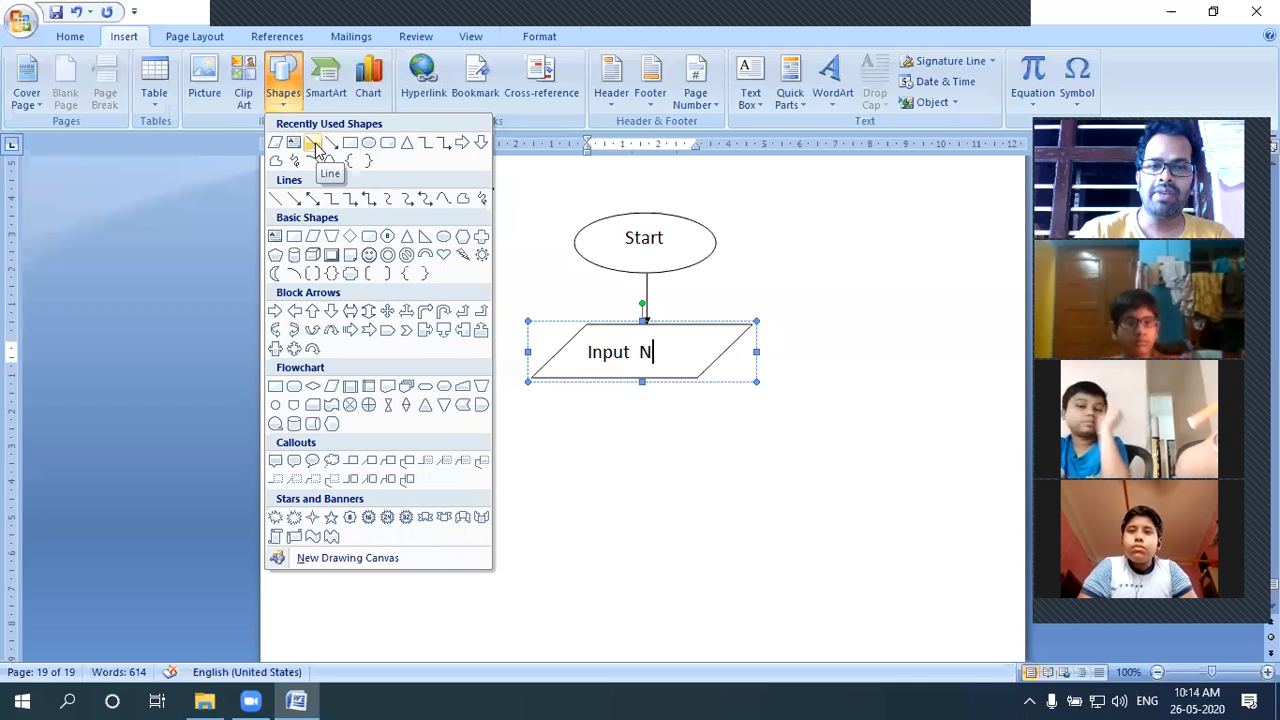 Home Insert Page Layout References Mailings Review View Format
Cover Page
Blank Page
Page Break
Table
Picture
Clip Art
Shapes
SmartArt
Chart
Hyperlink
Bookmark
Cross-reference
Header
Footer
Page Number
Text Box
Quick Parts
WordArt
Drop Cap
Signature Line
Date & Time
Object
Equation
Symbol
Pages
Tables
Header & Footer
Text
Symbols
Recently Used Shapes
Line
Lines
Basic Shapes
Block Arrows
Flowchart
Callouts
Stars and Banners
New Drawing Canvas
Start
Input N
Page: 19 of 19 Words: 614 English (United States) 100%
ENG
10:14 AM
26-05-2020